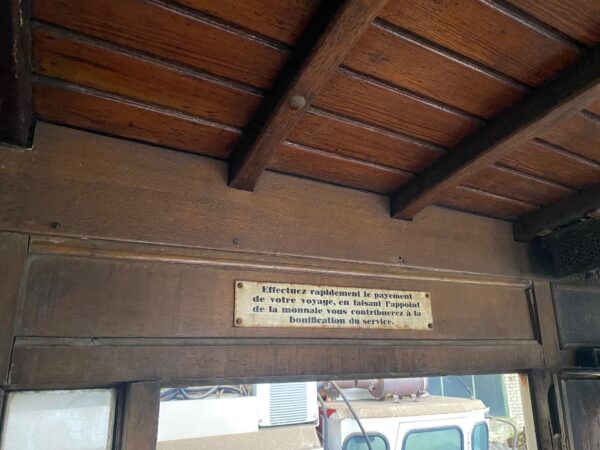 Effectuez rapidement le payement
de votre voyage, en faisant l'appoint
de la monnaie vous contribuerez à la
bonification du service.